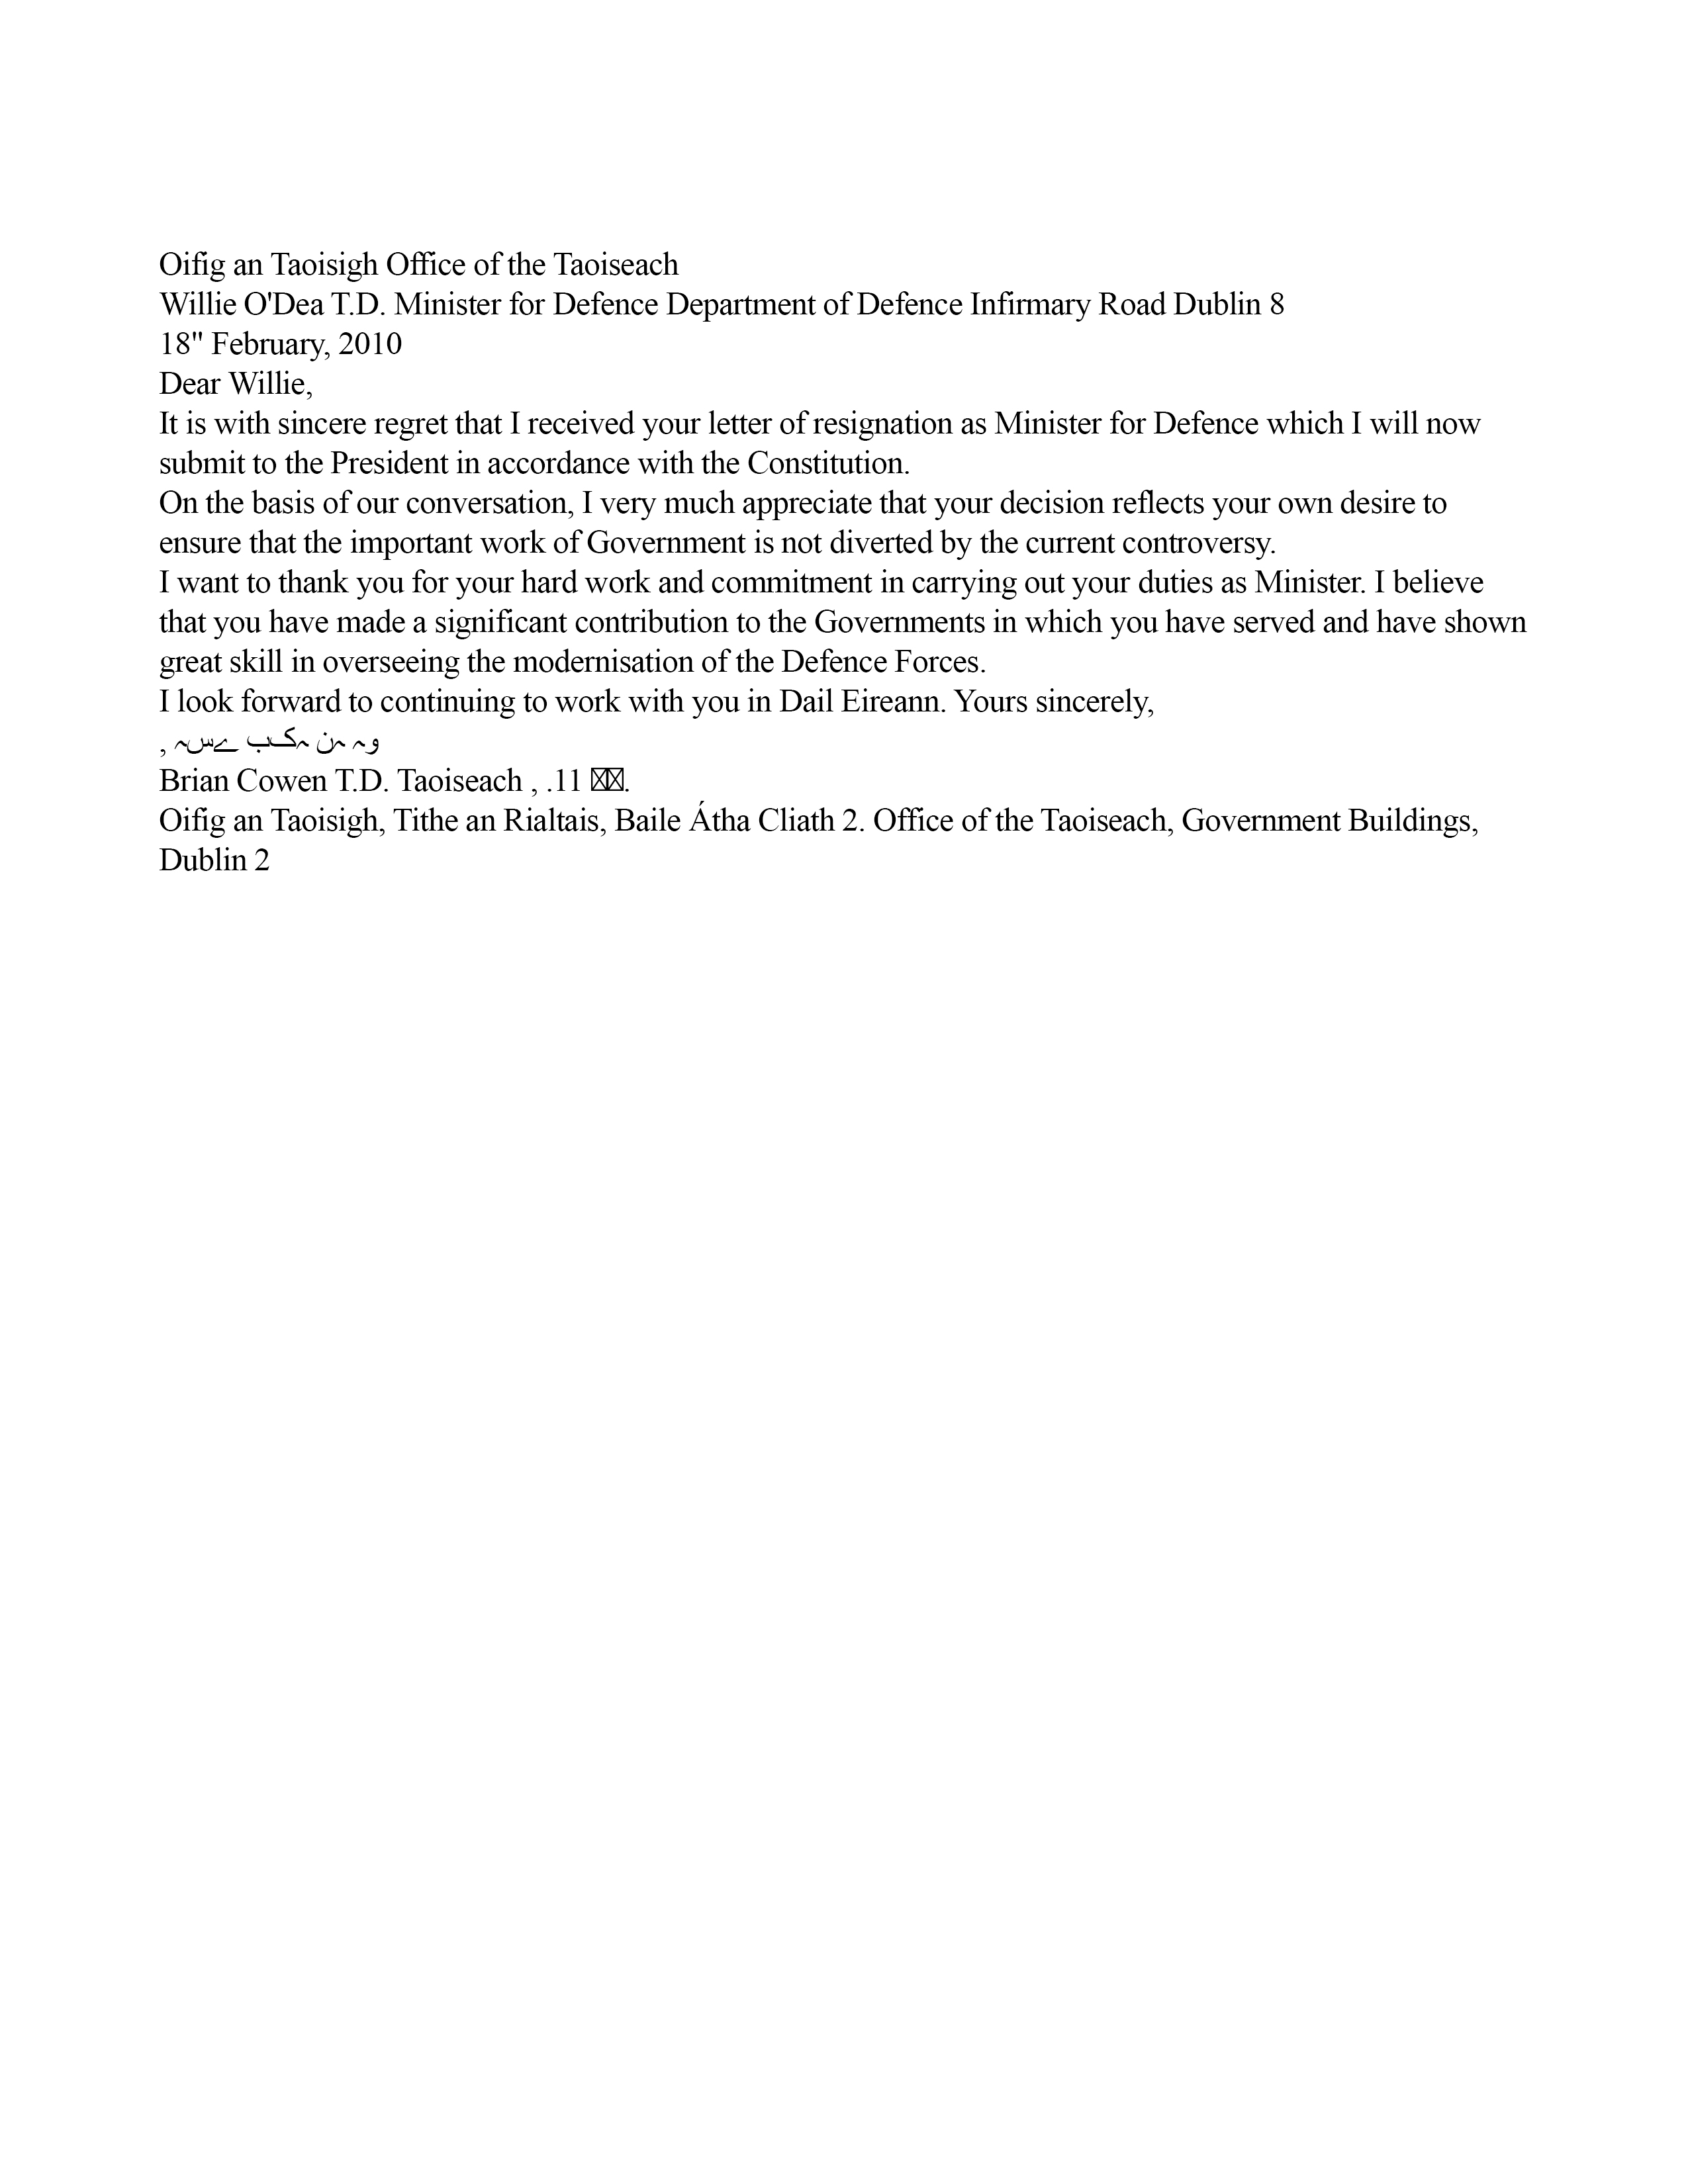 Oifig an Taoisigh Office of the Taoiseach
Willie O'Dea T.D. Minister for Defence Department of Defence Infirmary Road Dublin 8
18" February, 2010
Dear Willie,
It is with sincere regret that I received your letter of resignation as Minister for Defence which I will now
submit to the President in accordance with the Constitution.
On the basis of our conversation, I very much appreciate that your decision reflects your own desire to
ensure that the important work of Government is not diverted by the current controversy.
I want to thank you for your hard work and commitment in carrying out your duties as Minister. I believe
that you have made a significant contribution to the Governments in which you have served and have shown
great skill in overseeing the modernisation of the Defence Forces.
I look forward to continuing to work with you in Dail Eireann. Yours sincerely,
,
Brian Cowen T.D. Taoiseach , .11 .
Oifig an Taoisigh, Tithe an Rialtais, Baile Átha Cliath 2. Office of the Taoiseach, Government Buildings,
Dublin 2